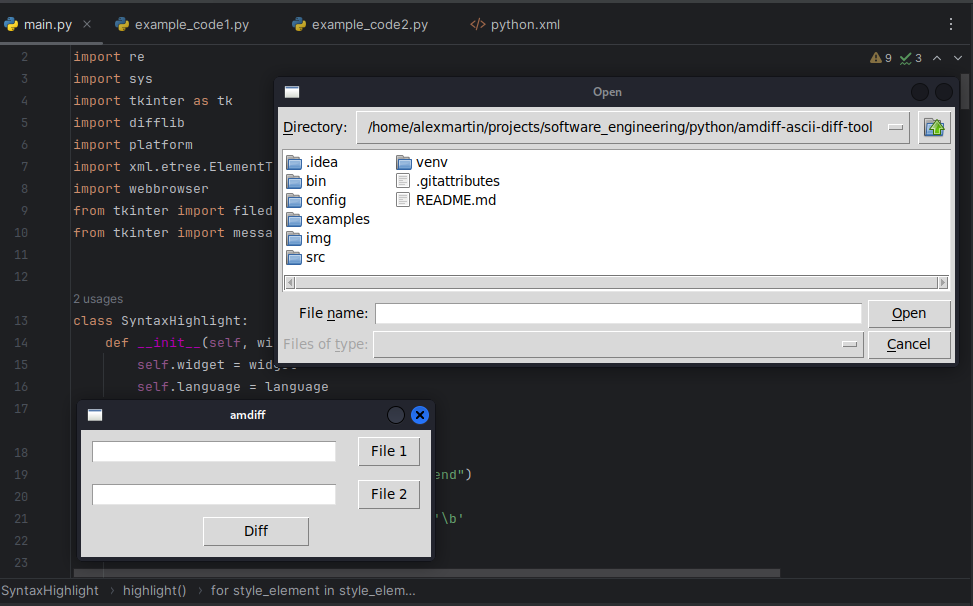 main.py
example_code1.py
example_code2.py
</> python.xml
2 import re
9 3
3 import sys
4 import tkinter as tk
5 import difflib
6 import platform
7 import xml.etree.ElementT
8 import webbrowser
9 from tkinter import filed
10 from tkinter import messa
11
12
2 usages
13 class SyntaxHighlight:
14 def __init__(self, wi
15 self.widget = widget
16 self.language = language
17
18
19 end")
20
21 '\b'
22
23
Open
Directory: /home/alexmartin/projects/software_engineering/python/amdiff-ascii-diff-tool
.idea venv
bin .gitattributes
config README.md
examples
img
src
File name: Open
Files of type: Cancel
amdiff
File 1
File 2
Diff
SyntaxHighlight › highlight() › for style_element in style_elem...